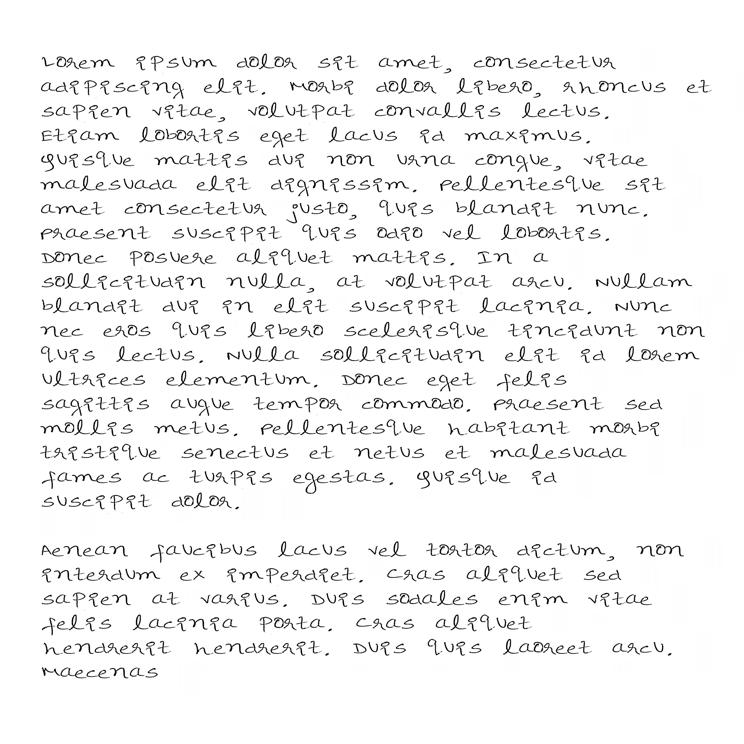 Lorem ipsum dolor sit amet, consectetur
adipiscing elit. Morbi dolor libero, rhoncus et
sapien vitae, volutpat convallis lectus.
Etiam lobortis eget lacus id maximus.
Quisque mattis dui non urna congue, vitae
malesuada elit dignissim. Pellentesque sit
amet consectetur justo, quis blandit nunc.
Praesent suscipit quis odio vel lobortis.
Donec posuere aliquet mattis. In a
sollicitudin nulla, at volutpat arcu. Nullam
blandit dui in elit suscipit lacinia. Nunc
nec eros quis libero scelerisque tincidunt non
quis lectus. Nulla sollicitudin elit id lorem
ultrices elementum. Donec eget felis
sagittis augue tempor commodo. Praesent sed
mollis metus. Pellentesque habitant morbi
tristique senectus et netus et malesuada
fames ac turpis egestas. Quisque id
suscipit dolor.

Aenean faucibus lacus vel tortor dictum, non
interdum ex imperdiet. Cras aliquet sed
sapien at varius. Duis sodales enim vitae
felis lacinia porta. Cras aliquet
hendrerit hendrerit. Duis quis laoreet arcu.
Maecenas